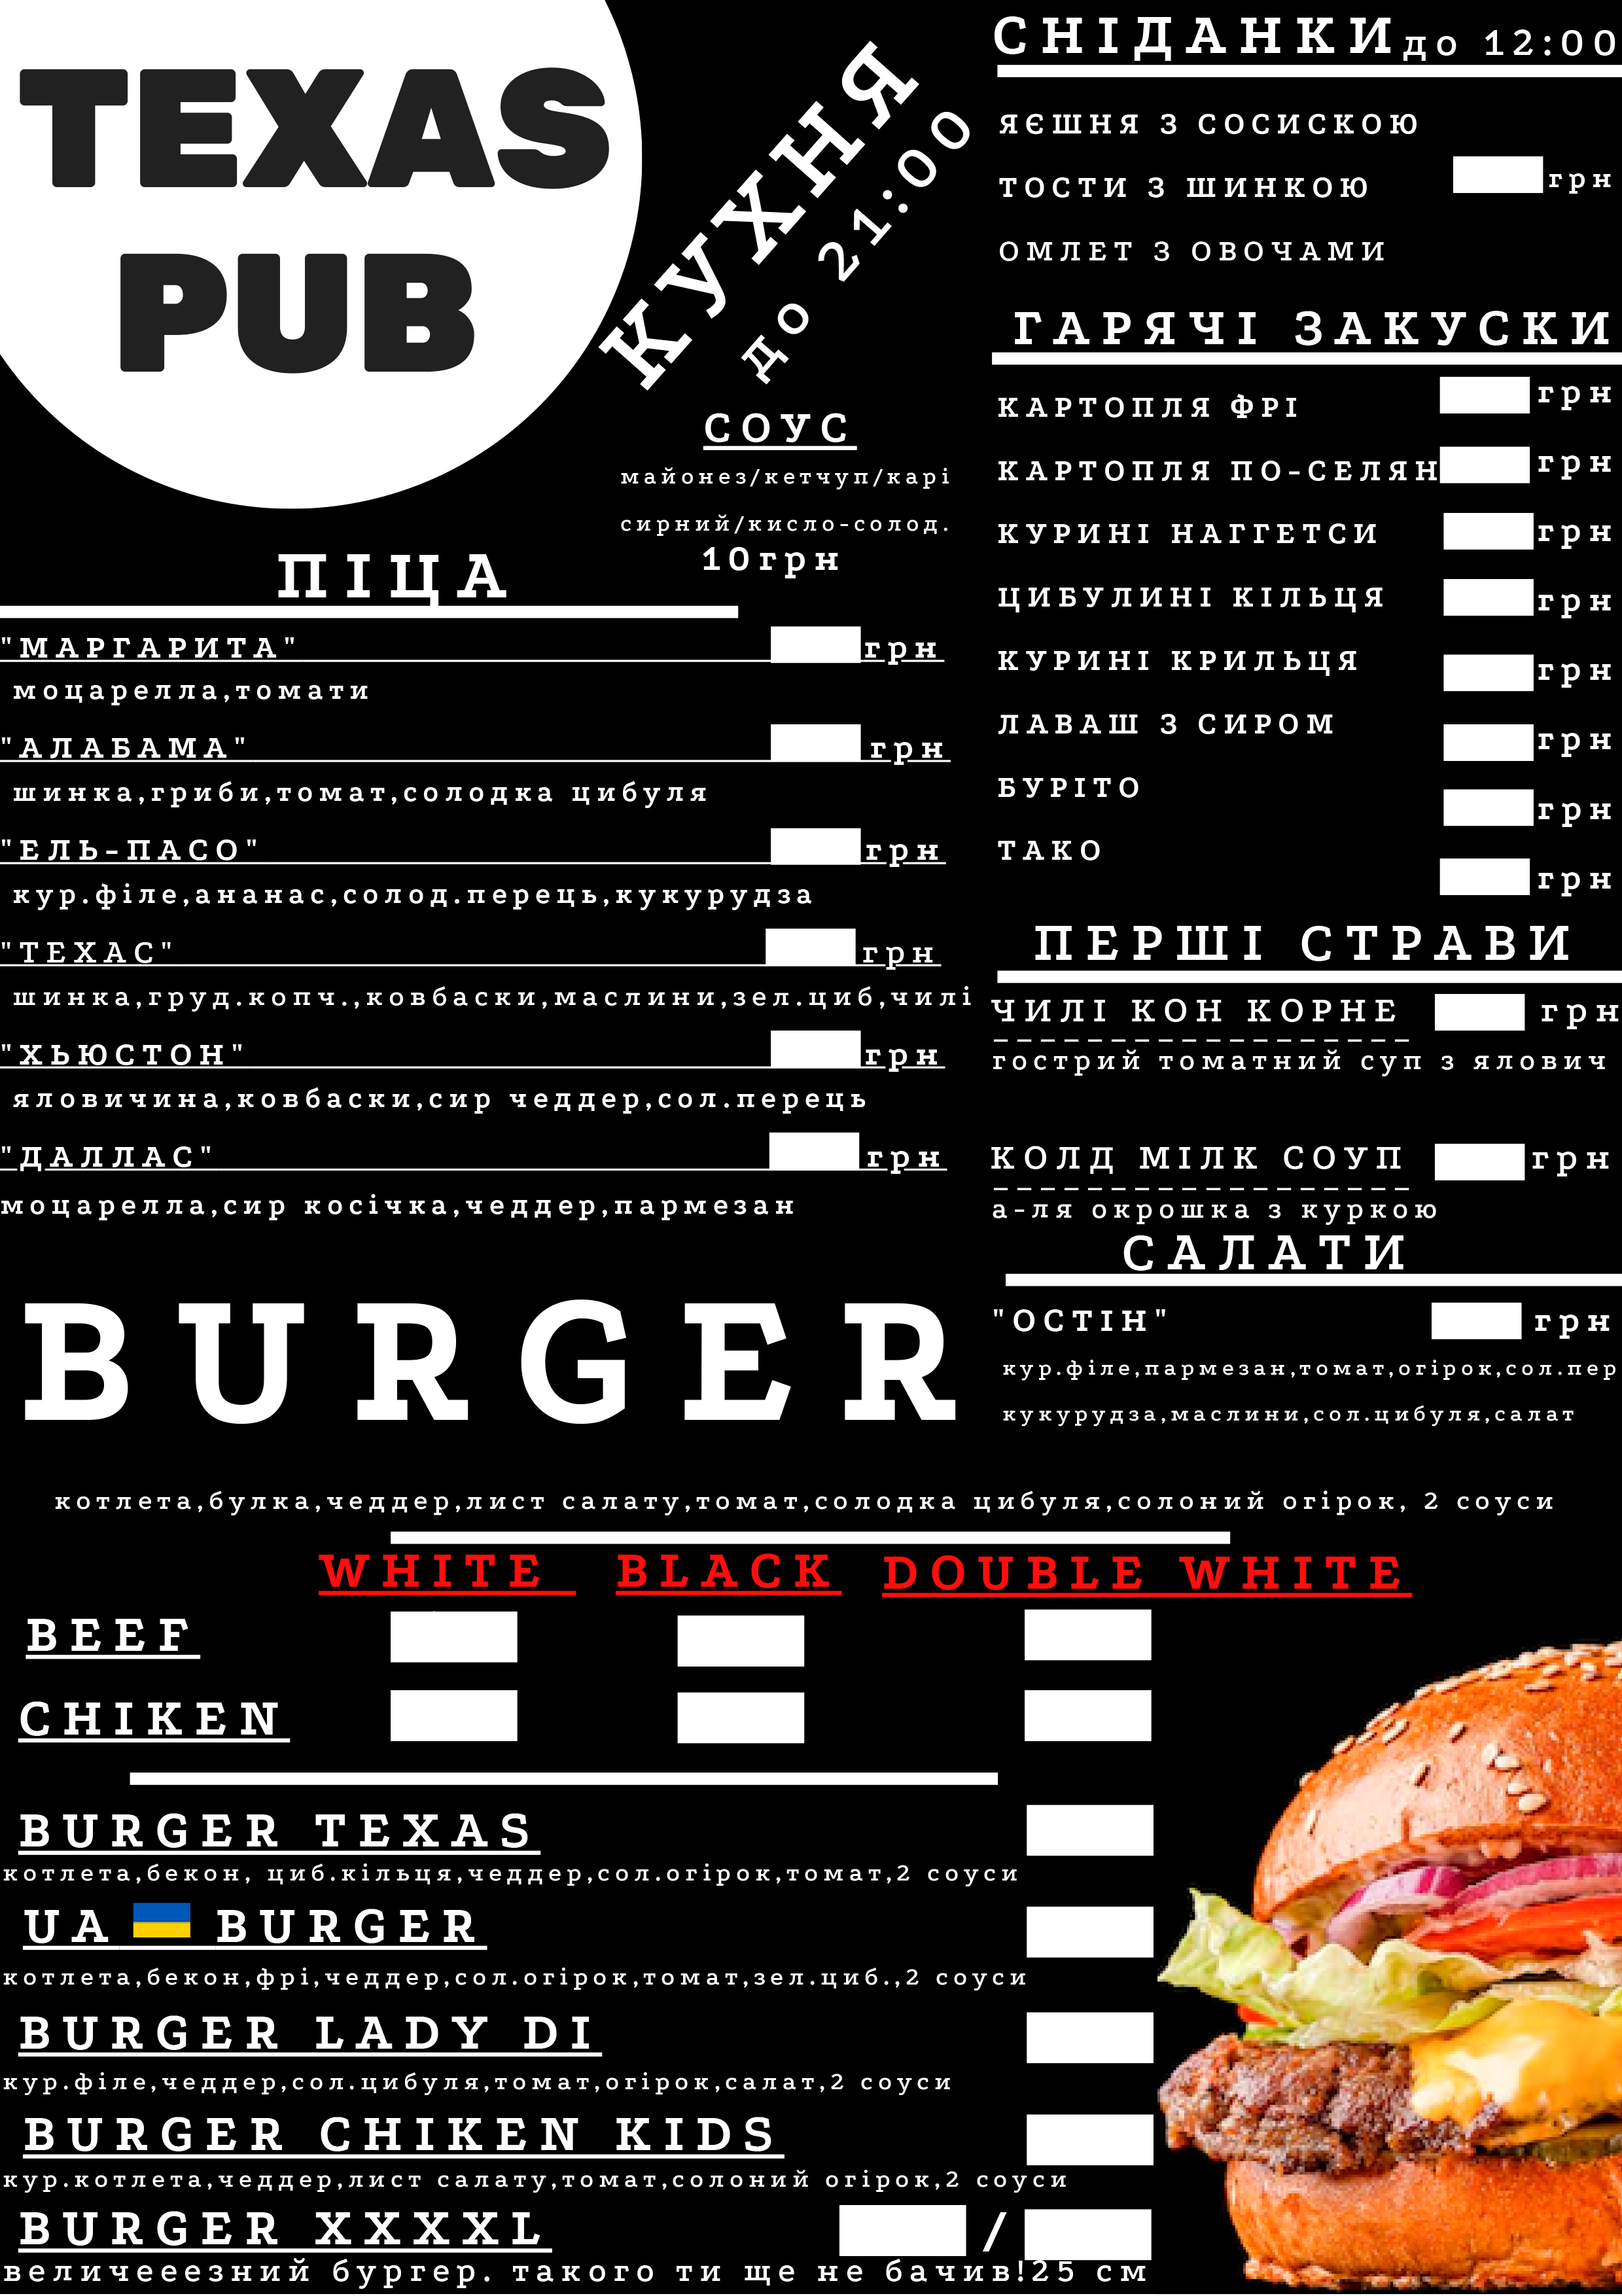 TEXAS
PUB
КУХНЯ
до 21:00
СОУС
майонез/кетчуп/карі
сирний/кисло-солод.
10грн
ПІЦА
"МАРГАРИТА" грн
моцарелла,томати
"АЛАБАМА" грн
шинка,гриби,томат,солодка цибуля
"ЕЛЬ-ПАСО" грн
кур.філе,ананас,солод.перець,кукурудза
"ТЕХАС" грн
шинка,груд.копч.,ковбаски,маслини,зел.циб,чилі
"ХЬЮСТОН" грн
яловичина,ковбаски,сир чеддер,сол.перець
"ДАЛЛАС" грн
моцарелла,сир косічка,чеддер,пармезан
СНІДАНКИ до 12:00
ЯЄШНЯ З СОСИСКОЮ
ТОСТИ З ШИНКОЮ грн
ОМЛЕТ З ОВОЧАМИ
ГАРЯЧІ ЗАКУСКИ
КАРТОПЛЯ ФРІ грн
КАРТОПЛЯ ПО-СЕЛЯН грн
КУРИНІ НАГГЕТСИ грн
ЦИБУЛИНІ КІЛЬЦЯ грн
КУРИНІ КРИЛЬЦЯ грн
ЛАВАШ З СИРОМ грн
БУРІТО грн
ТАКО грн
ПЕРШІ СТРАВИ
ЧИЛІ КОН КОРНЕ грн
гострий томатний суп з ялович
КОЛД МІЛК СОУП грн
а-ля окрошка з куркою
САЛАТИ
"ОСТІН" грн
кур.філе,пармезан,томат,огірок,сол.пер
кукурудза,маслини,сол.цибуля,салат
BURGER
котлета,булка,чеддер,лист салату,томат,солодка цибуля,солоний огірок, 2 соуси
WHITE BLACK DOUBLE WHITE
BEEF
CHIKEN
BURGER TEXAS
котлета,бекон, циб.кільця,чеддер,сол.огірок,томат,2 соуси
UA BURGER
котлета,бекон,фрі,чеддер,сол.огірок,томат,зел.циб.,2 соуси
BURGER LADY DI
кур.філе,чеддер,сол.цибуля,томат,огірок,салат,2 соуси
BURGER CHIKEN KIDS
кур.котлета,чеддер,лист салату,томат,солоний огірок,2 соуси
BURGER XXXXL /
величееезний бургер. такого ти ще не бачив!25 см